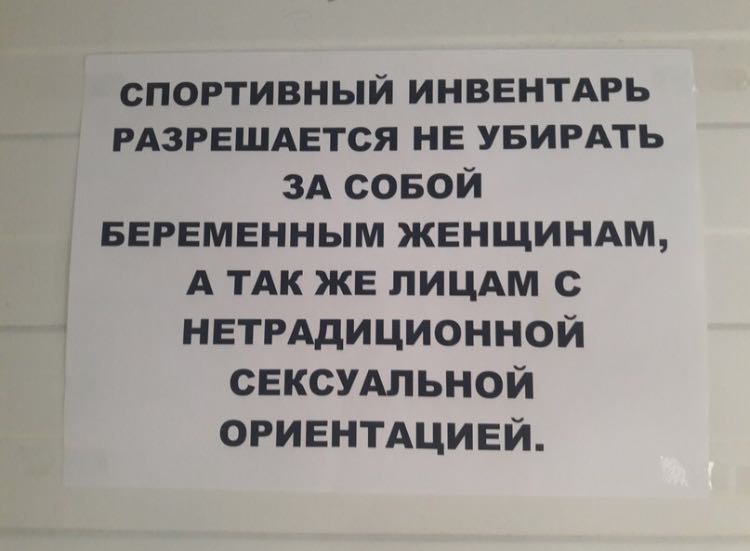 СПОРТИВНЫЙ ИНВЕНТАРЬ
РАЗРЕШАЕТСЯ НЕ УБИРАТЬ
ЗА СОБОЙ
БЕРЕМЕННЫМ ЖЕНЩИНАМ,
А ТАК ЖЕ ЛИЦАМ С
НЕТРАДИЦИОННОЙ
СЕКСУАЛЬНОЙ
ОРИЕНТАЦИЕЙ.